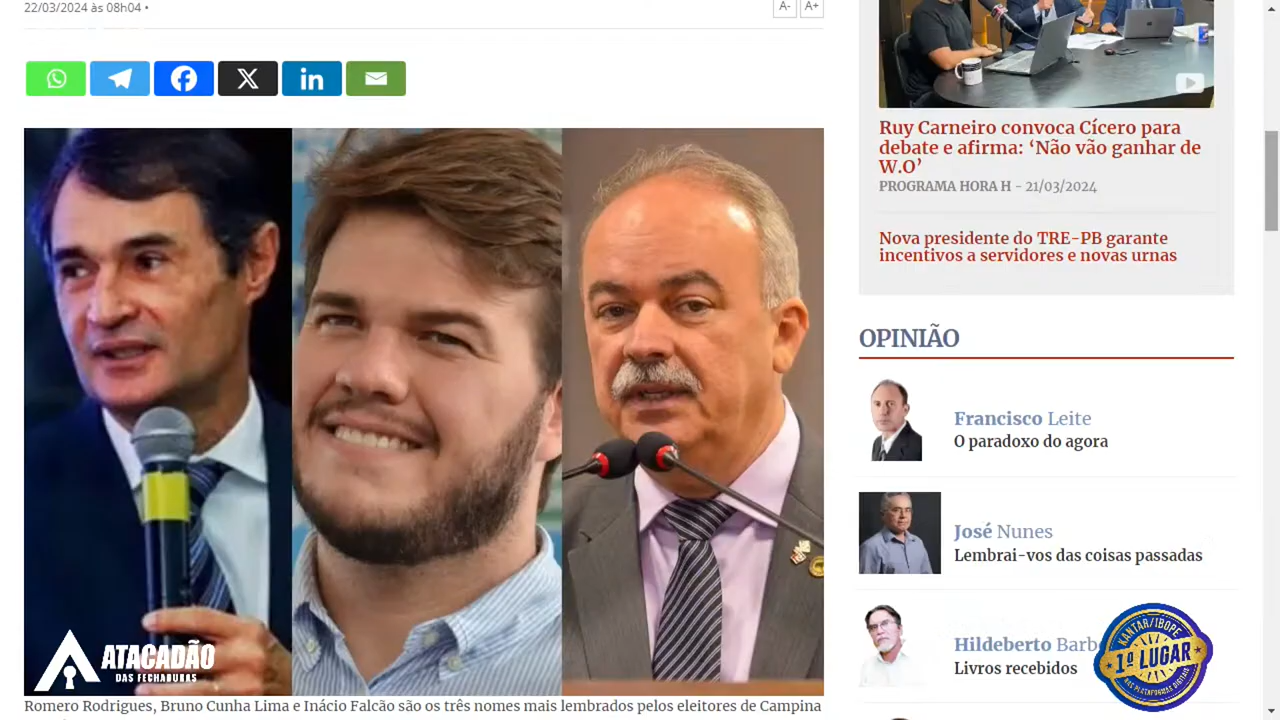 22/03/2024 às 08h04 •
A-
A+
Ruy Carneiro convoca Cícero para
debate e afirma: ‘Não vão ganhar de
W.O’
PROGRAMA HORA H - 21/03/2024
Nova presidente do TRE-PB garante
incentivos a servidores e novas urnas
OPINIÃO
Francisco Leite
O paradoxo do agora
José Nunes
Lembrai-vos das coisas passadas
Hildeberto Barb
Livros recebidos
KANTAR/IBOPE
1º LUGAR
NAS PLATAFORMAS DIGITAIS
ATACADÃO
DAS FECHADURAS
Romero Rodrigues, Bruno Cunha Lima e Inácio Falcão são os três nomes mais lembrados pelos eleitores de Campina